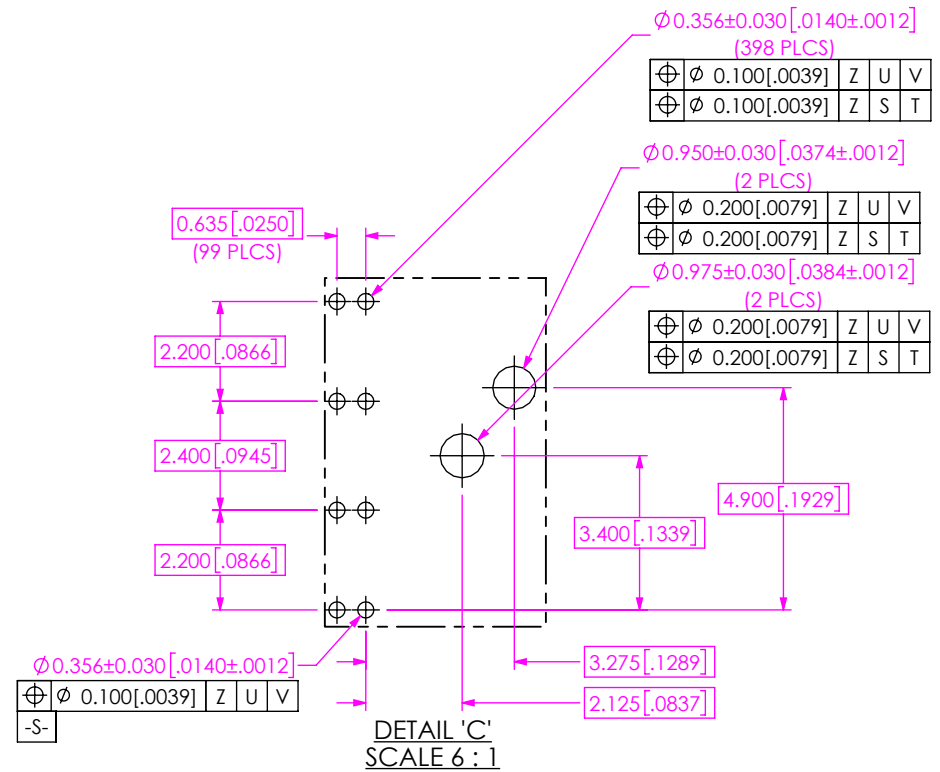 ⌀0.356±0.030[.0140±.0012]
(398 PLCS)
⌖ ⌀ 0.100[.0039] Z U V
⌖ ⌀ 0.100[.0039] Z S T
⌀0.950±0.030[.0374±.0012]
(2 PLCS)
⌖ ⌀ 0.200[.0079] Z U V
⌖ ⌀ 0.200[.0079] Z S T
⌀0.975±0.030[.0384±.0012]
(2 PLCS)
⌖ ⌀ 0.200[.0079] Z U V
⌖ ⌀ 0.200[.0079] Z S T
0.635[.0250]
(99 PLCS)
2.200[.0866]
2.400[.0945]
2.200[.0866]
4.900[.1929]
3.400[.1339]
3.275[.1289]
2.125[.0837]
⌀0.356±0.030[.0140±.0012]
⌖ ⌀ 0.100[.0039] Z U V
-S-
DETAIL 'C'
SCALE 6 : 1